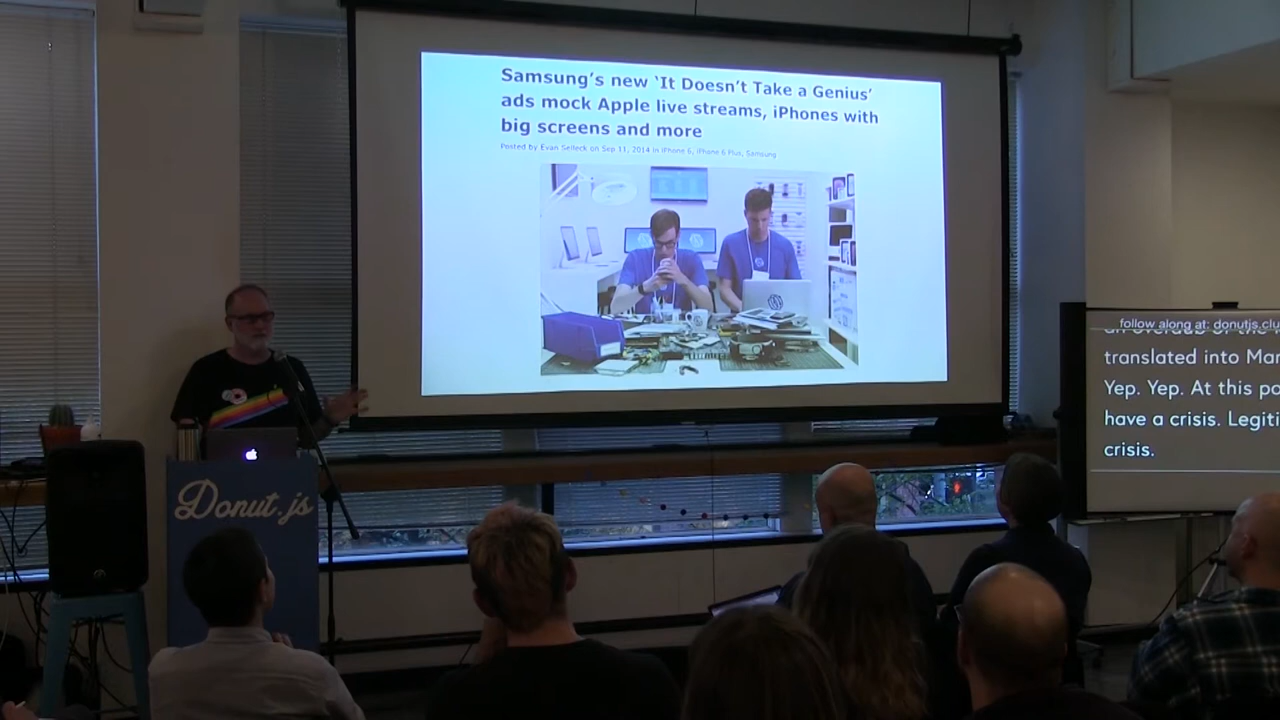 Samsung's new 'It Doesn't Take a Genius'
ads mock Apple live streams, iPhones with
big screens and more
Posted by Evan Selleck on Sep 11, 2014 in iPhone 6, iPhone 6 Plus, Samsung
Donut.js
follow along at: donutjs.clu
translated into Mar
Yep. Yep. At this po
have a crisis. Legiti
crisis.